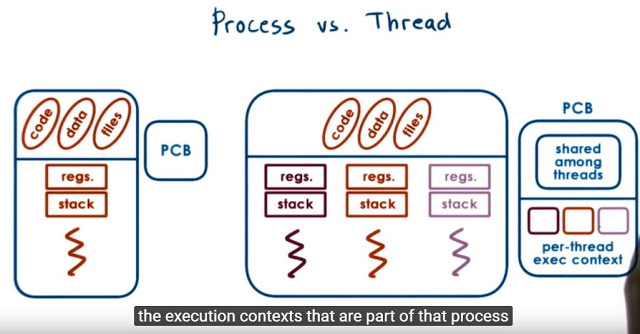 Process vs. Thread
code data files
PCB
regs.
stack
code data files
regs. regs. regs.
stack stack stack
PCB
shared
among
threads
per-thread
exec context
the execution contexts that are part of that process